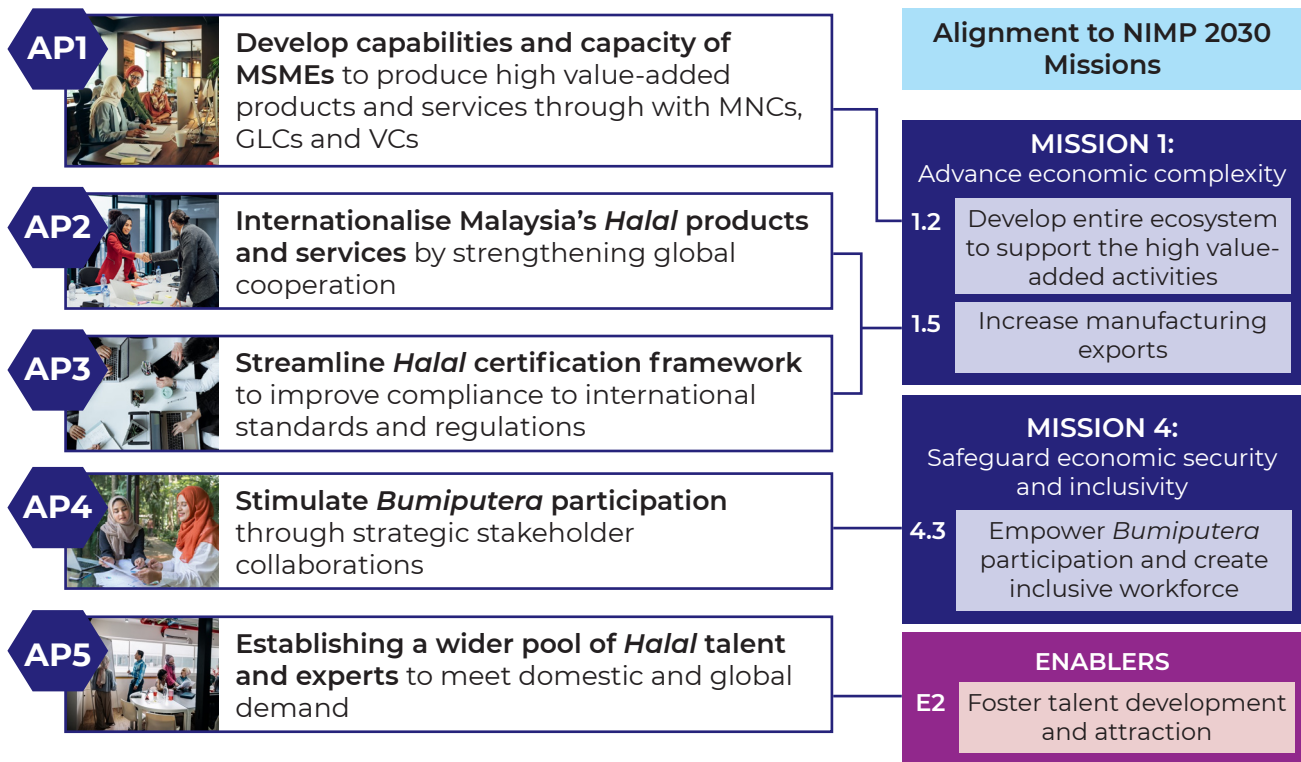 AP1
Develop capabilities and capacity of
MSMEs to produce high value-added
products and services through with MNCs,
GLCs and VCs
AP2
Internationalise Malaysia's Halal products
and services by strengthening global
cooperation
AP3
Streamline Halal certification framework
to improve compliance to international
standards and regulations
AP4
Stimulate Bumiputera participation
through strategic stakeholder
collaborations
AP5
Establishing a wider pool of Halal talent
and experts to meet domestic and global
demand
Alignment to NIMP 2030
Missions
MISSION 1:
Advance economic complexity
1.2
Develop entire ecosystem
to support the high value-
added activities
1.5
Increase manufacturing
exports
MISSION 4:
Safeguard economic security
and inclusivity
4.3
Empower Bumiputera
participation and create
inclusive workforce
ENABLERS
E2
Foster talent development
and attraction